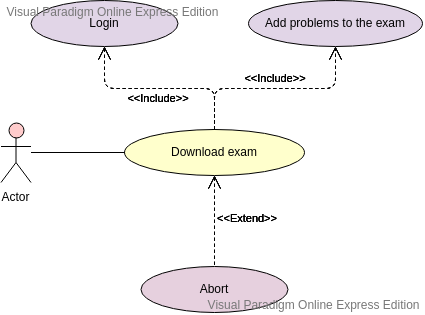 Visual Paradigm Online Express Edition
Login
Add problems to the exam
<<Include>>
<<Include>>
Download exam
Actor
<<Extend>>
Abort
Visual Paradigm Online Express Edition